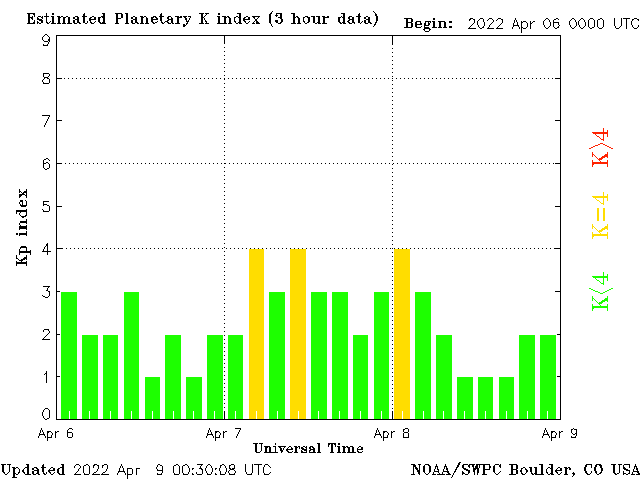 Estimated Planetary K index (3 hour data) Begin: 2022 Apr 06 0000 UTC
9
8
7
6
5
4
3
2
1
0
Kp index
K>4
K=4
K<4
Apr 6 Apr 7 Apr 8 Apr 9
Universal Time
Updated 2022 Apr 9 00:30:08 UTC NOAA/SWPC Boulder, CO USA